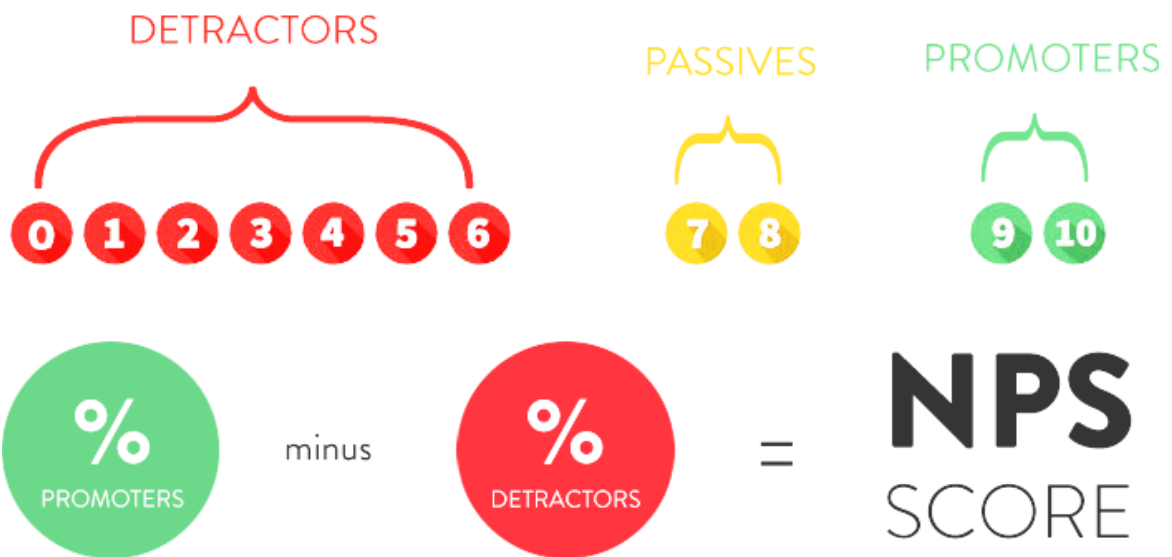 DETRACTORS
PASSIVES
PROMOTERS
0 1 2 3 4 5 6
7 8
9 10
%
PROMOTERS
minus
%
DETRACTORS
=
NPS
SCORE